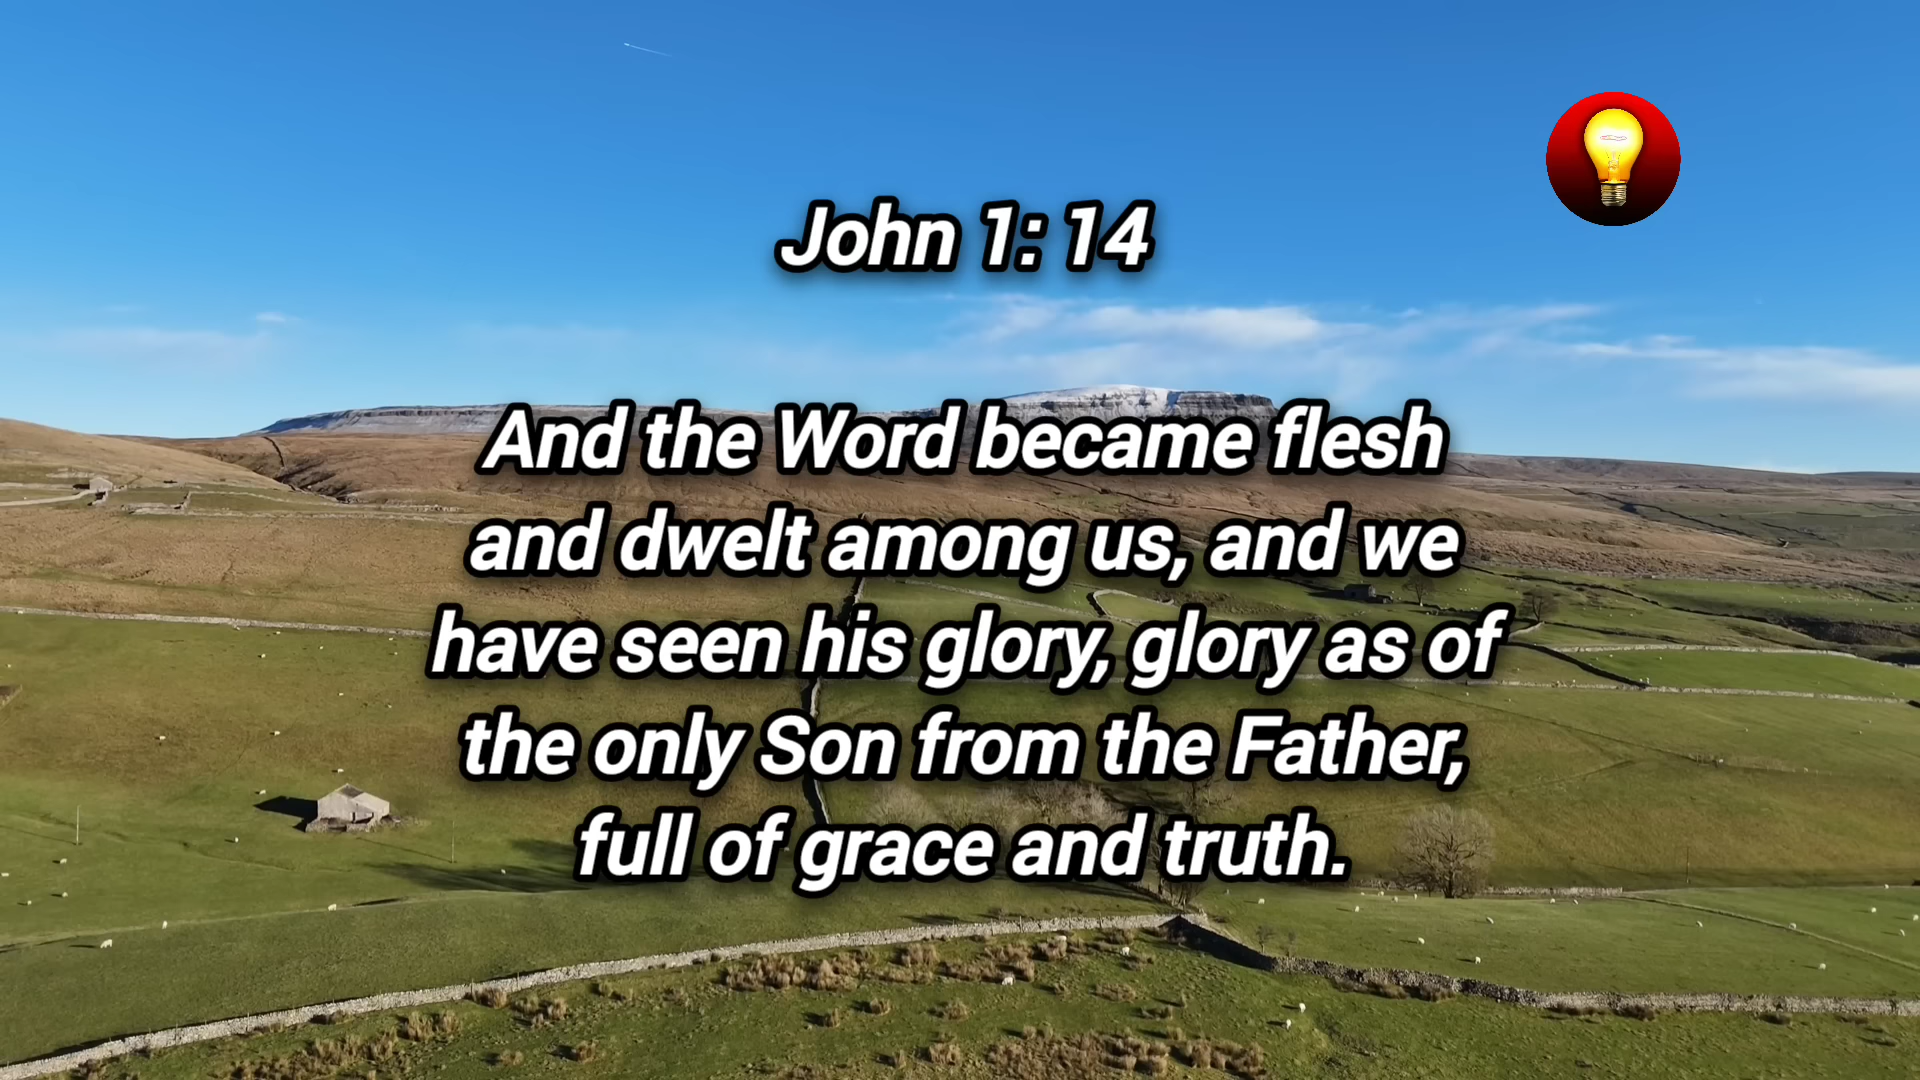 John 1: 14
And the Word became flesh
and dwelt among us, and we
have seen his glory, glory as of
the only Son from the Father,
full of grace and truth.